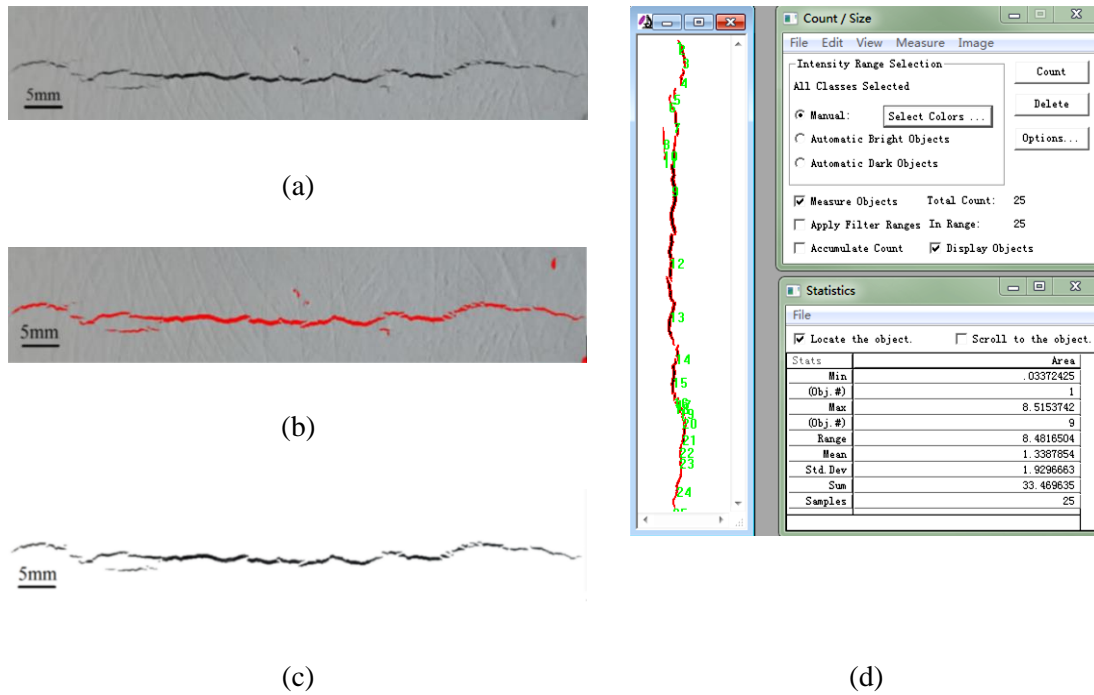 5mm
(a)
5mm
(b)
5mm
(c)
3
4
5
12
13
14
15
20
21
22
23
24
(d)
Count / Size
File Edit View Measure Image
Intensity Range Selection
All Classes Selected
Manual: Select Colors ...
Automatic Bright Objects
Automatic Dark Objects
Count
Delete
Options...
Measure Objects Total Count: 25
Apply Filter Ranges In Range: 25
Accumulate Count Display Objects
Statistics
File
Locate the object. Scroll to the object.
Stats Area
Min .03372425
(Obj.#) 1
Max 8.5153742
(Obj.#) 9
Range 8.4816504
Mean 1.3387854
Std.Dev 1.9296663
Sum 33.469635
Samples 25